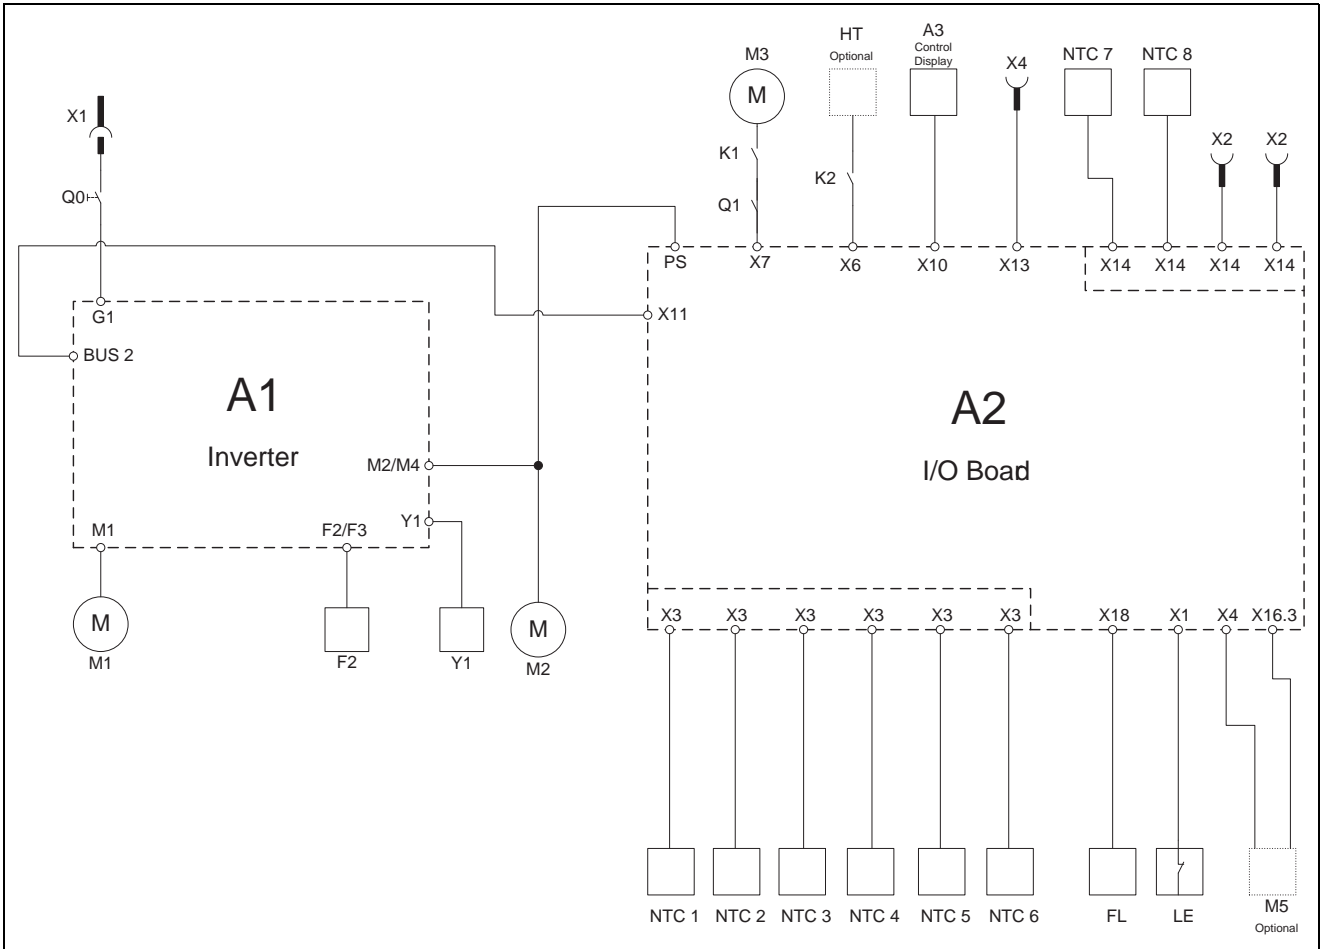 HT
A3
M3
Optional
Control
Display
X4
NTC 7
NTC 8
M
X1
K1
K2
X2
X2
Q0
Q1
PS
X7
X6
X10
X13
X14
X14
X14
X14
G1
X11
BUS 2
A1
A2
Inverter
M2/M4
I/O Board
Y1
M1
F2/F3
X3
X3
X3
X3
X3
X3
X18
X1
X4
X16.3
M
M
M1
F2
Y1
M2
NTC 1
NTC 2
NTC 3
NTC 4
NTC 5
NTC 6
FL
LE
M5
Optional